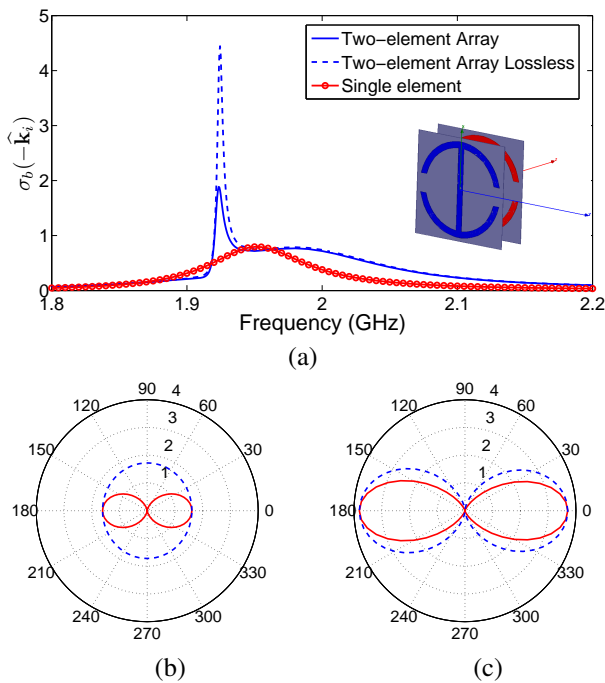 5
4
3
2
1
0
σ_b(−k̂_i)
Two−element Array
Two−element Array Lossless
Single element
1.8 1.9 2 2.1 2.2
Frequency (GHz)
(a)
90 4
120 60
3
150 2 30
1
180 0
210 330
240 300
270
(b)
90 4
120 60
3
150 2 30
1
180 0
210 330
240 300
270
(c)